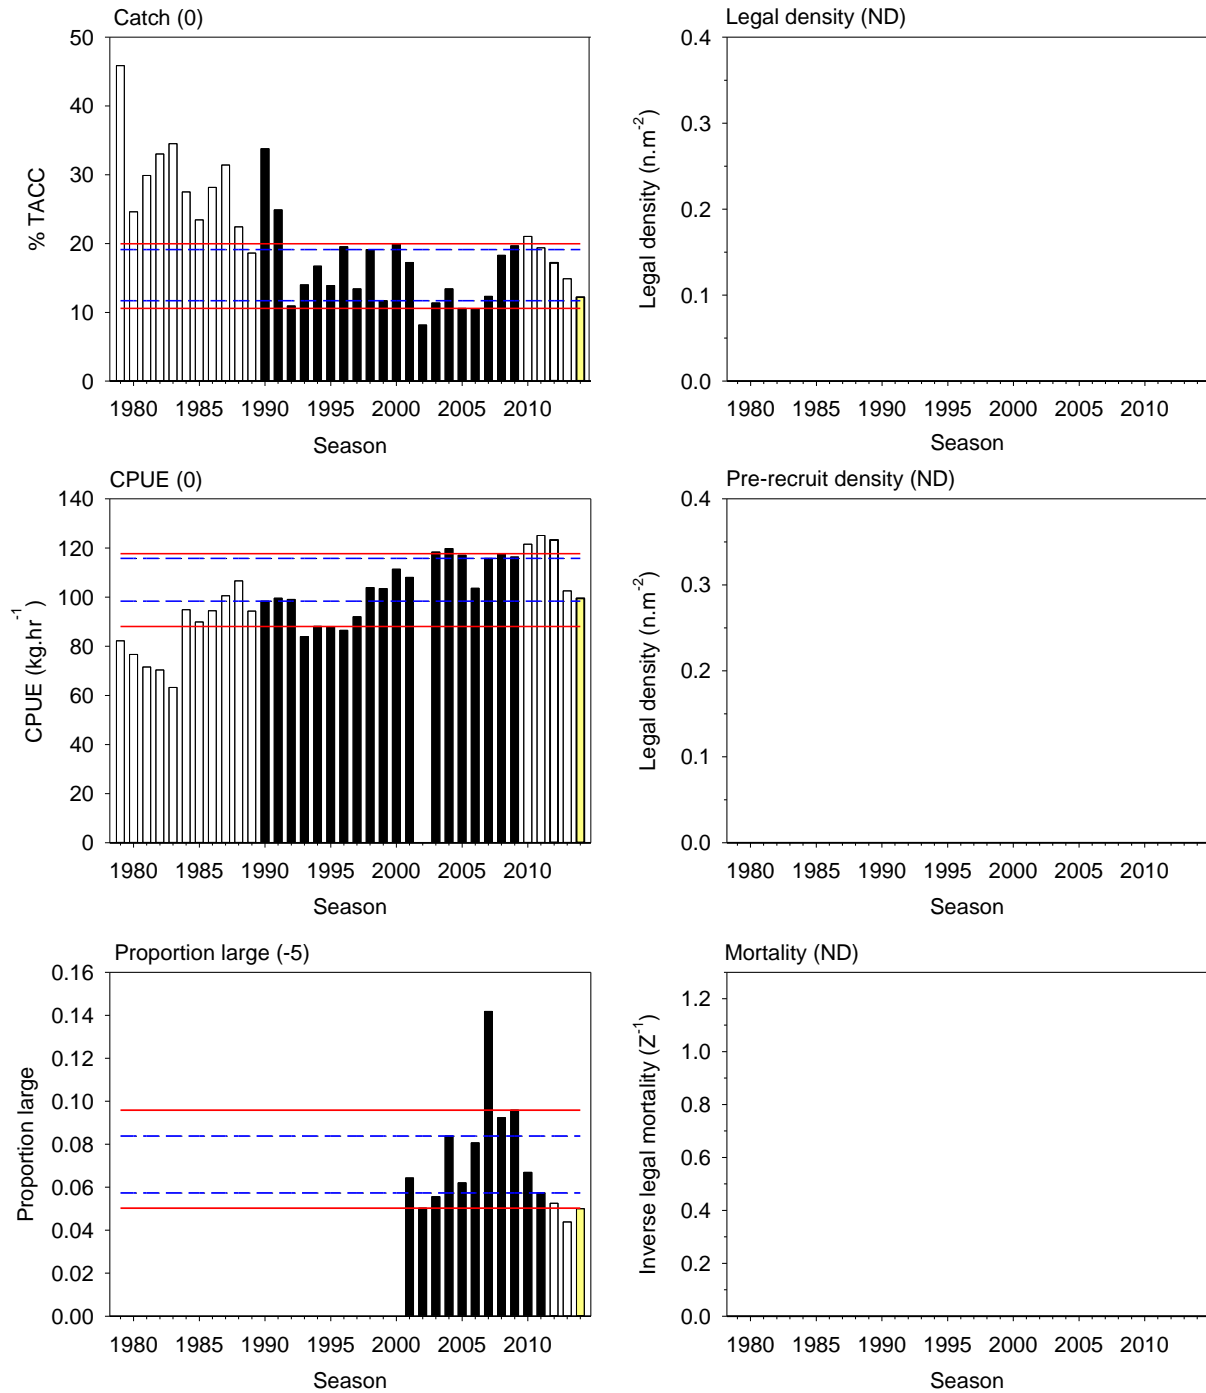 Catch (0)
50
40
30
20
10
0
% TACC
1980 1985 1990 1995 2000 2005 2010
Season
Legal density (ND)
0.4
0.3
0.2
0.1
0.0
Legal density (n.m-2)
1980 1985 1990 1995 2000 2005 2010
Season
CPUE (0)
140
120
100
80
60
40
20
0
CPUE (kg.hr-1)
1980 1985 1990 1995 2000 2005 2010
Season
Pre-recruit density (ND)
0.4
0.3
0.2
0.1
0.0
Legal density (n.m-2)
1980 1985 1990 1995 2000 2005 2010
Season
Proportion large (-5)
0.16
0.14
0.12
0.10
0.08
0.06
0.04
0.02
0.00
Proportion large
1980 1985 1990 1995 2000 2005 2010
Season
Mortality (ND)
1.2
1.0
0.8
0.6
0.4
0.2
0.0
Inverse legal mortality (Z-1)
1980 1985 1990 1995 2000 2005 2010
Season